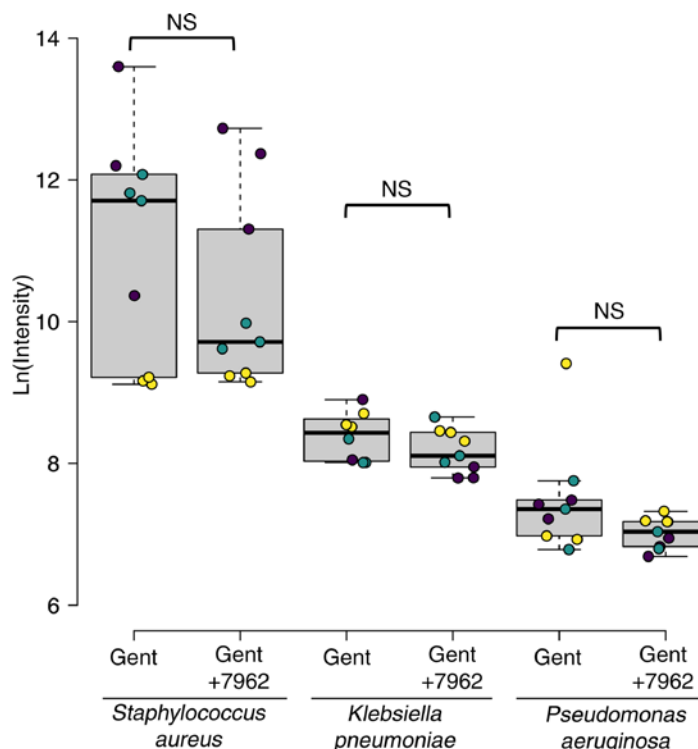 NS
NS
NS
14
12
10
8
6
Ln(Intensity)
Gent
Gent
+7962
Gent
Gent
+7962
Gent
Gent
+7962
Staphylococcus
aureus
Klebsiella
pneumoniae
Pseudomonas
aeruginosa